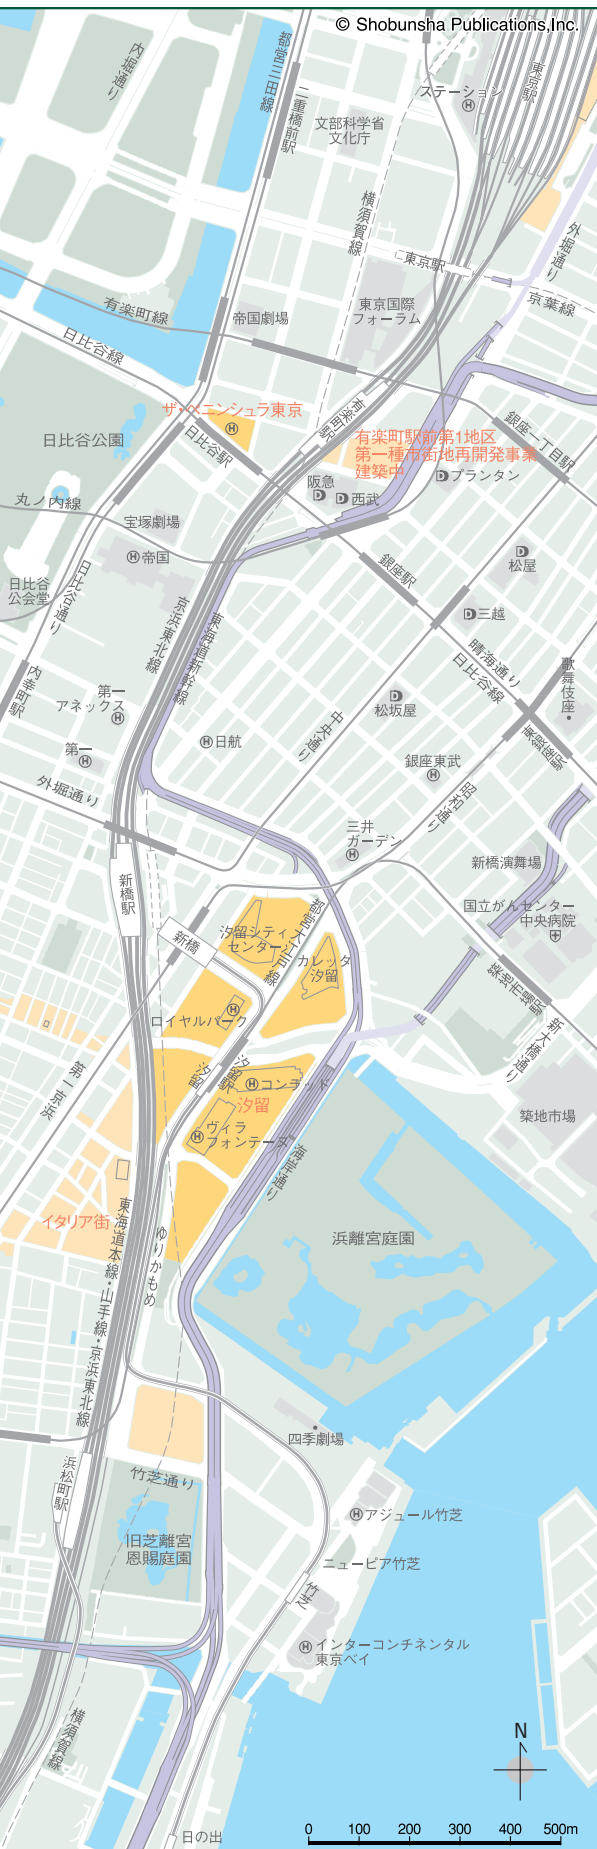 © Shobunsha Publications,Inc.
内堀通り
都営三田線
二重橋前駅
東京駅
ステーション
文部科学省
文化庁
横須賀線
外堀通り
東京駅
京葉線
有楽町線
帝国劇場
東京国際
フォーラム
日比谷線
ザ・ペニンシュラ東京
有楽町駅
日比谷公園
日比谷駅
有楽町駅前第1地区
第一種市街地再開発事業
建築中
銀座一丁目駅
阪急
西武
プランタン
丸ノ内線
宝塚劇場
帝国
松屋
日比谷
公会堂
日比谷通り
銀座駅
京浜東北線
東海道新幹線
三越
晴海通り
日比谷線
歌舞伎座
内幸町駅
第一
アネックス
松坂屋
中央通り
東銀座駅
日航
第一
銀座東武
外堀通り
昭和通り
三井
ガーデン
新橋演舞場
新橋駅
国立がんセンター
中央病院
汐留シティ
センター
都営大江戸線
新橋
カレッタ
汐留
築地市場駅
新大橋通り
ロイヤルパーク
汐留
汐留駅
コンラッド
汐留
第一京浜
築地市場
ヴィラ
フォンテーヌ
海岸通り
イタリア街
浜離宮庭園
東海道本線・山手線・京浜東北線
ゆりかもめ
四季劇場
浜松町駅
竹芝通り
アジュール竹芝
旧芝離宮
恩賜庭園
ニューピア竹芝
竹芝
インターコンチネンタル
東京ベイ
横須賀線
N
0 100 200 300 400 500m
日の出